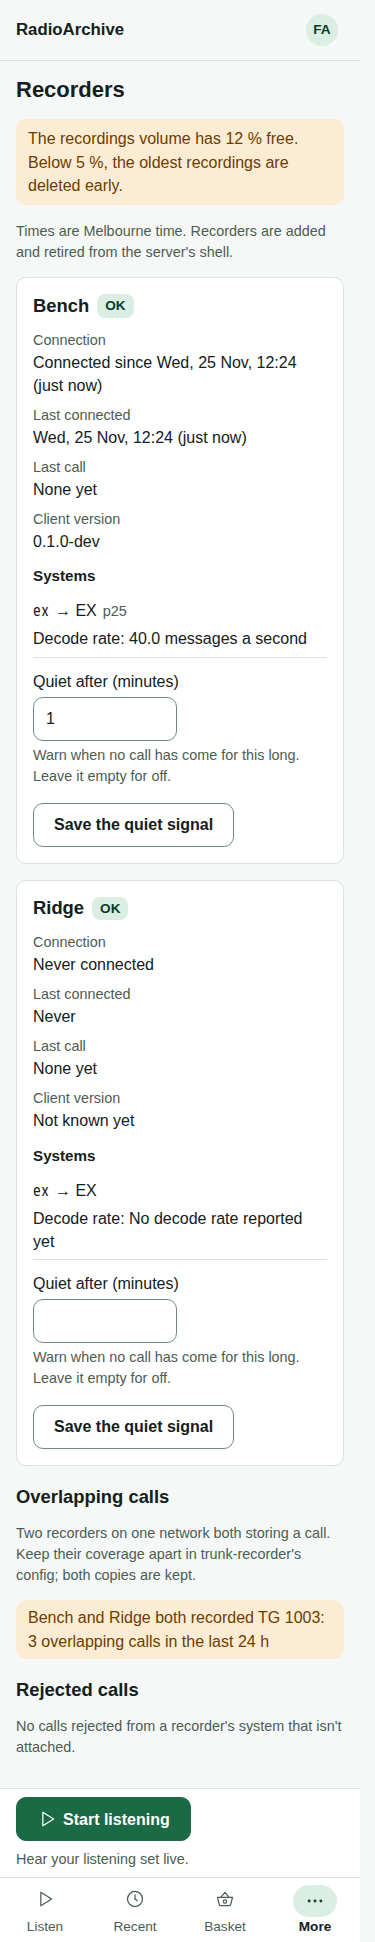 RadioArchive
FA
Recorders
The recordings volume has 12 % free.
Below 5 %, the oldest recordings are
deleted early.
Times are Melbourne time. Recorders are added
and retired from the server's shell.
Bench OK
Connection
Connected since Wed, 25 Nov, 12:24
(just now)
Last connected
Wed, 25 Nov, 12:24 (just now)
Last call
None yet
Client version
0.1.0-dev
Systems
ex → EX p25
Decode rate: 40.0 messages a second
Quiet after (minutes)
1
Warn when no call has come for this long.
Leave it empty for off.
Save the quiet signal
Ridge OK
Connection
Never connected
Last connected
Never
Last call
None yet
Client version
Not known yet
Systems
ex → EX
Decode rate: No decode rate reported
yet
Quiet after (minutes)
Warn when no call has come for this long.
Leave it empty for off.
Save the quiet signal
Overlapping calls
Two recorders on one network both storing a call.
Keep their coverage apart in trunk-recorder's
config; both copies are kept.
Bench and Ridge both recorded TG 1003:
3 overlapping calls in the last 24 h
Rejected calls
No calls rejected from a recorder's system that isn't
attached.
Start listening
Hear your listening set live.
Listen Recent Basket More